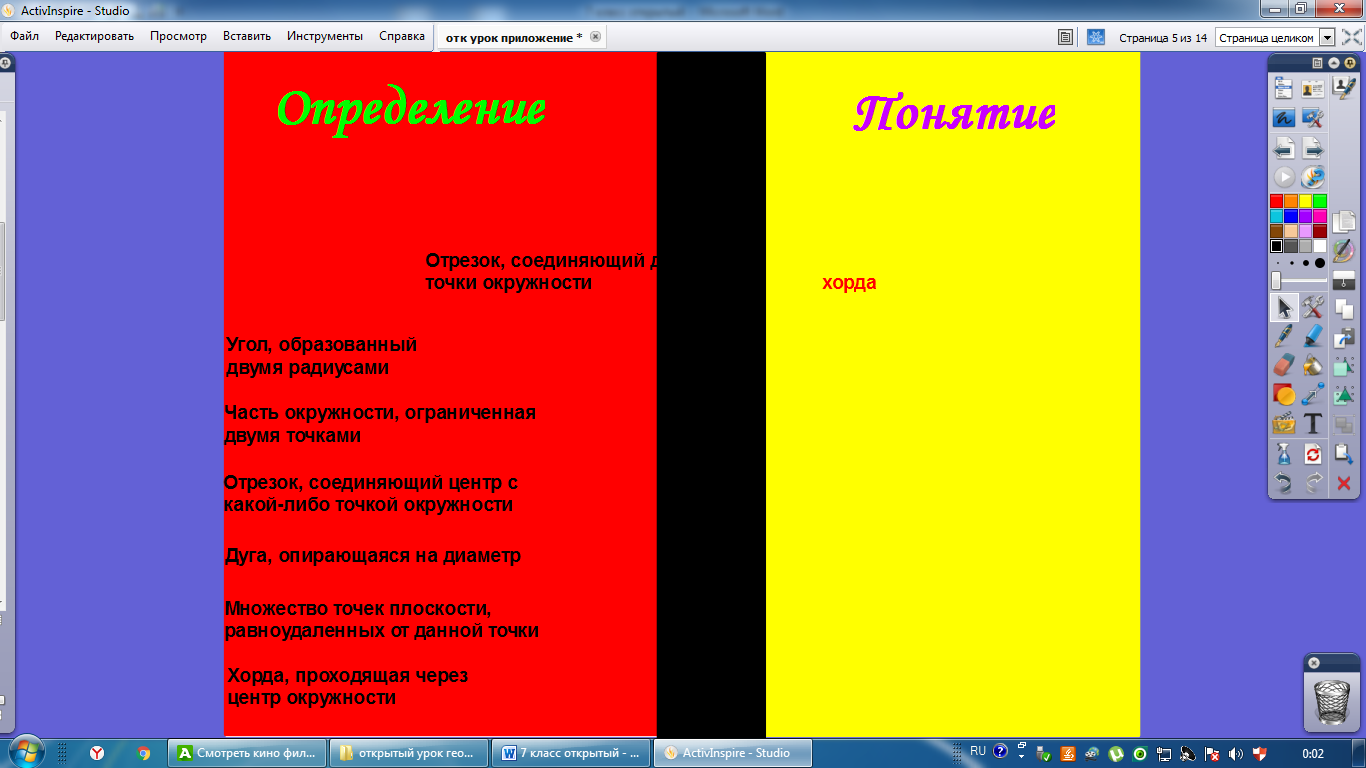 ActivInspire - Studio
Файл Редактировать Просмотр Вставить Инструменты Справка
отк урок приложение *
Страница 5 из 14
Страница целиком
Определение
Понятие
Отрезок, соединяющий д
точки окружности
хорда
Угол, образованный
двумя радиусами
Часть окружности, ограниченная
двумя точками
Отрезок, соединяющий центр с
какой-либо точкой окружности
Дуга, опирающаяся на диаметр
Множество точек плоскости,
равноудаленных от данной точки
Хорда, проходящая через
центр окружности
Смотреть кино фил...
открытый урок гео...
7 класс открытый - ...
ActivInspire - Studio
RU
0:02